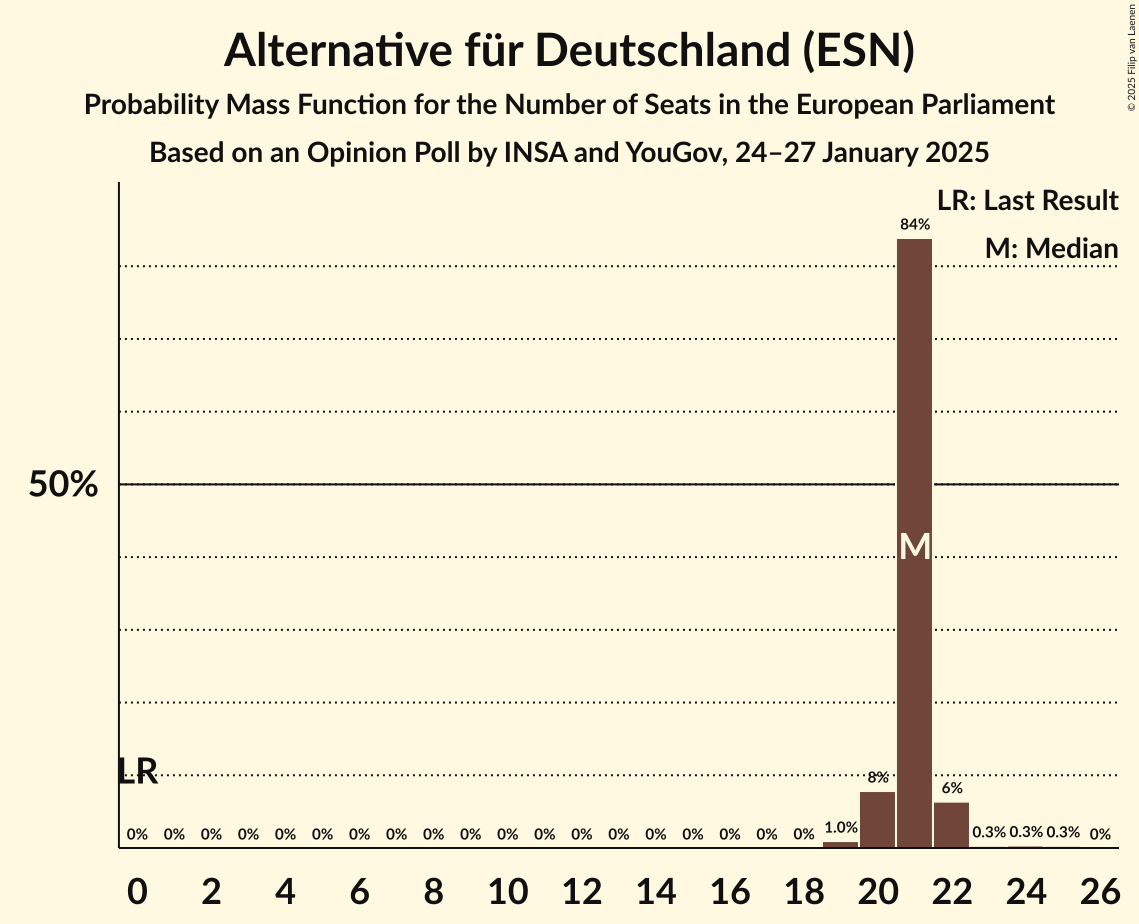 Alternative für Deutschland (ESN)
Probability Mass Function for the Number of Seats in the European Parliament
Based on an Opinion Poll by INSA and YouGov, 24–27 January 2025
© 2025 Filip van Laenen
LR: Last Result
M: Median
84%
50%
M
LR
0% 0% 0% 0% 0% 0% 0% 0% 0% 0% 0% 0% 0% 0% 0% 0% 0% 0% 0% 1.0% 8% 6% 0.3% 0.3% 0.3% 0%
0 2 4 6 8 10 12 14 16 18 20 22 24 26